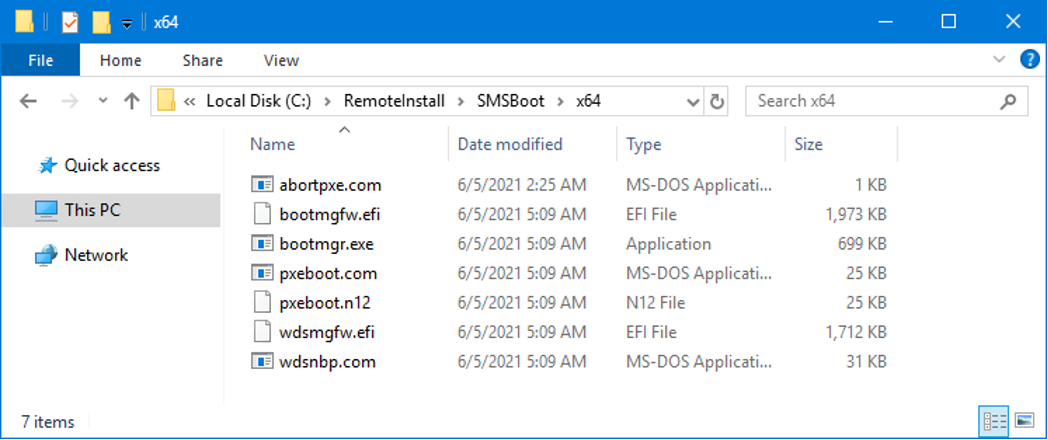 x64
File Home Share View
« Local Disk (C:) > RemoteInstall > SMSBoot > x64 Search x64
Name Date modified Type Size
Quick access
This PC
Network
abortpxe.com 6/5/2021 2:25 AM MS-DOS Applicati... 1 KB
bootmgfw.efi 6/5/2021 5:09 AM EFI File 1,973 KB
bootmgr.exe 6/5/2021 5:09 AM Application 699 KB
pxeboot.com 6/5/2021 5:09 AM MS-DOS Applicati... 25 KB
pxeboot.n12 6/5/2021 5:09 AM N12 File 25 KB
wdsmgfw.efi 6/5/2021 5:09 AM EFI File 1,712 KB
wdsnbp.com 6/5/2021 5:09 AM MS-DOS Applicati... 31 KB
7 items